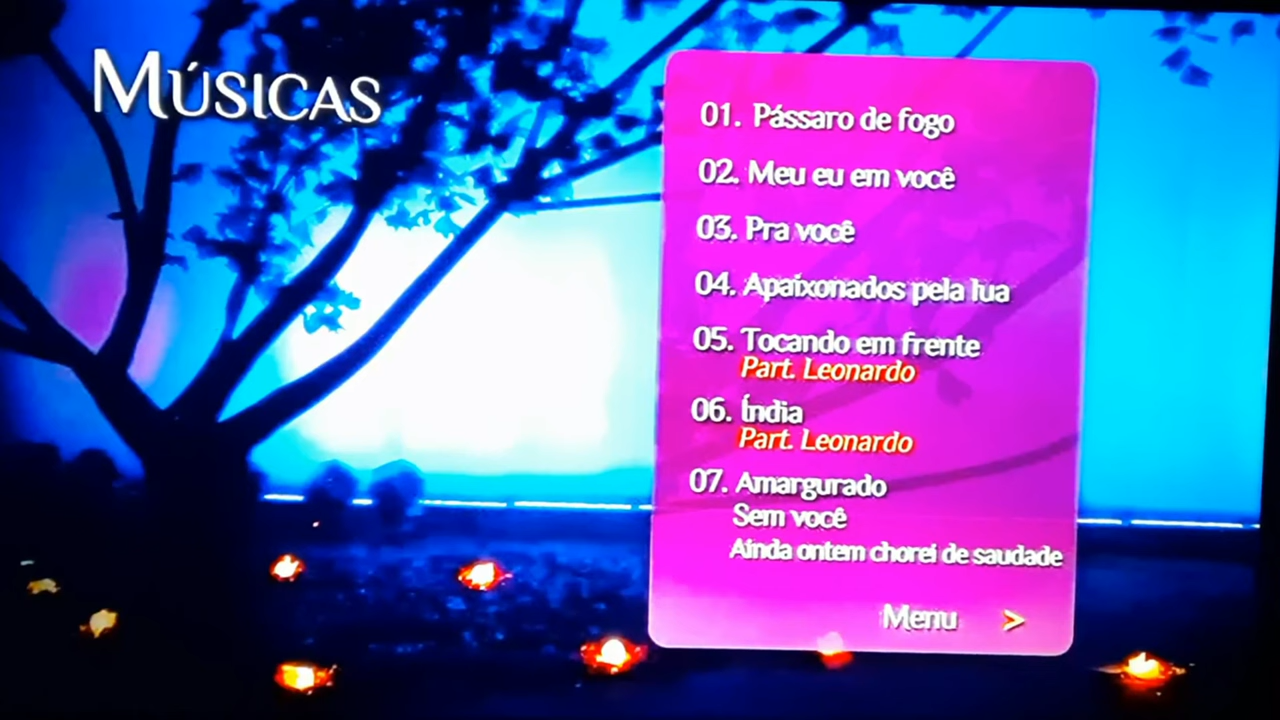 MÚSICAS
01. Pássaro de fogo
02. Meu eu em você
03. Pra você
04. Apaixonados pela lua
05. Tocando em frente
Part. Leonardo
06. Índia
Part. Leonardo
07. Amargurado
Sem você
Ainda ontem chorei de saudade
Menu >